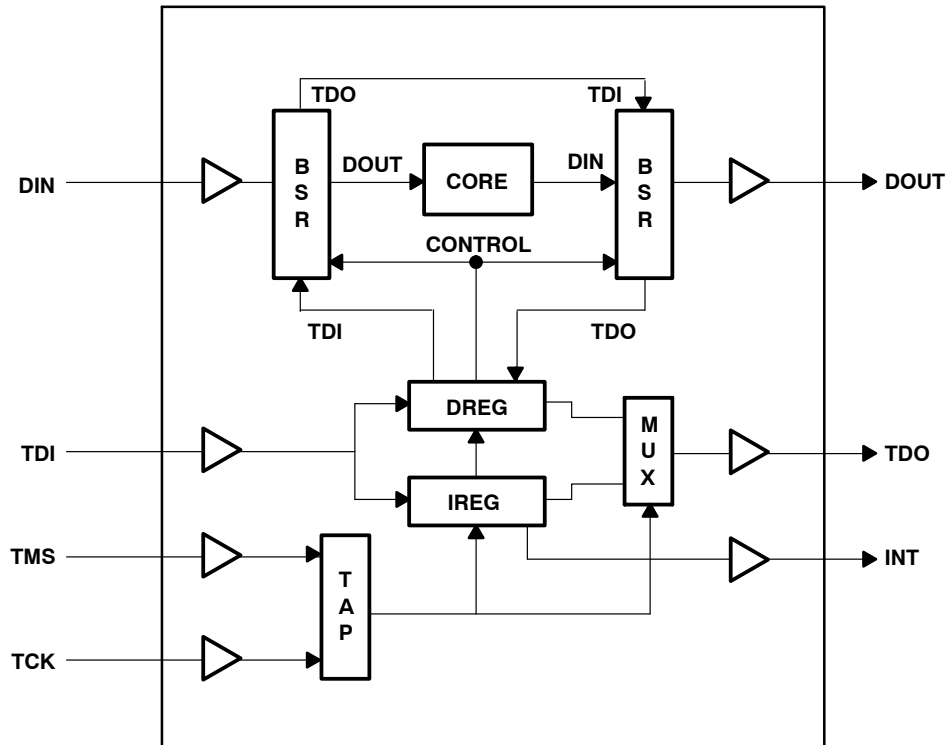 TDO
TDI
B
S
R
B
S
R
DIN
DOUT
CORE
DIN
DOUT
CONTROL
TDI
TDO
DREG
M
U
X
TDI
TDO
IREG
TMS
INT
T
A
P
TCK